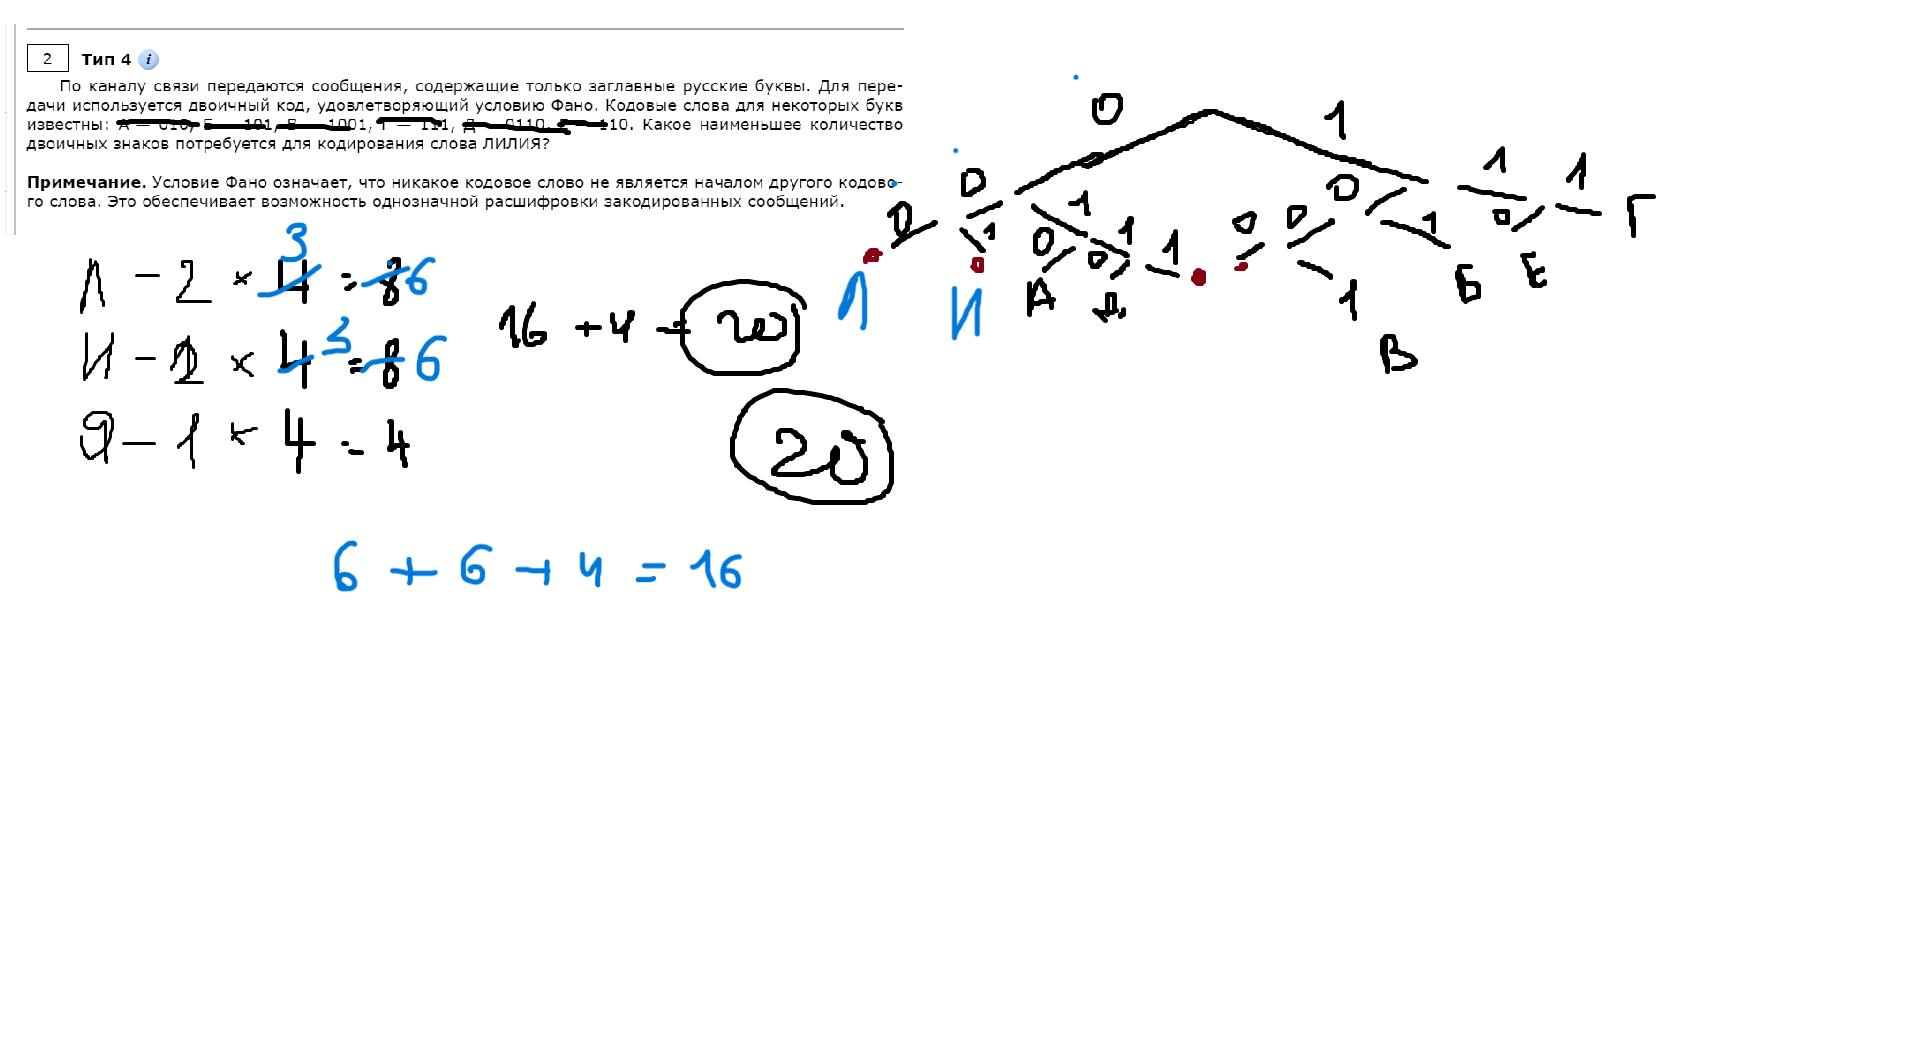 2 Тип 4 i
По каналу связи передаются сообщения, содержащие только заглавные русские буквы. Для пере-
дачи используется двоичный код, удовлетворяющий условию Фано. Кодовые слова для некоторых букв
известны: А — 010, Б — 101, В — 1001, Г — 111, Д — 0110, 110. Какое наименьшее количество
двоичных знаков потребуется для кодирования слова ЛИЛИЯ?
Примечание. Условие Фано означает, что никакое кодовое слово не является началом другого кодово-
го слова. Это обеспечивает возможность однозначной расшифровки закодированных сообщений.
0 1
0 1 0 1 1
0 1 0 1 0 1 0 0 1 0 Г
0 1
Л И А Д 1 Б Е
В
3
Л - 2 × 4 = 8 6
16 + 4 = 20
3
И - 2 × 4 = 8 6
Я - 1 × 4 = 4
20
6 + 6 + 4 = 16